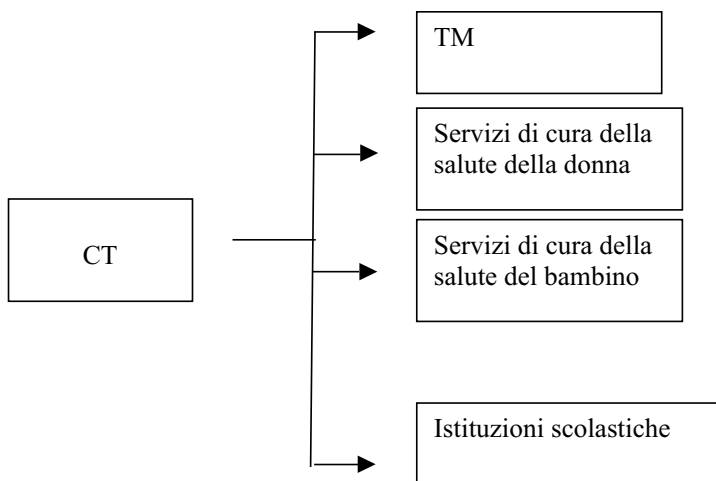 TM
Servizi di cura della
salute della donna
CT
Servizi di cura della
salute del bambino
Istituzioni scolastiche